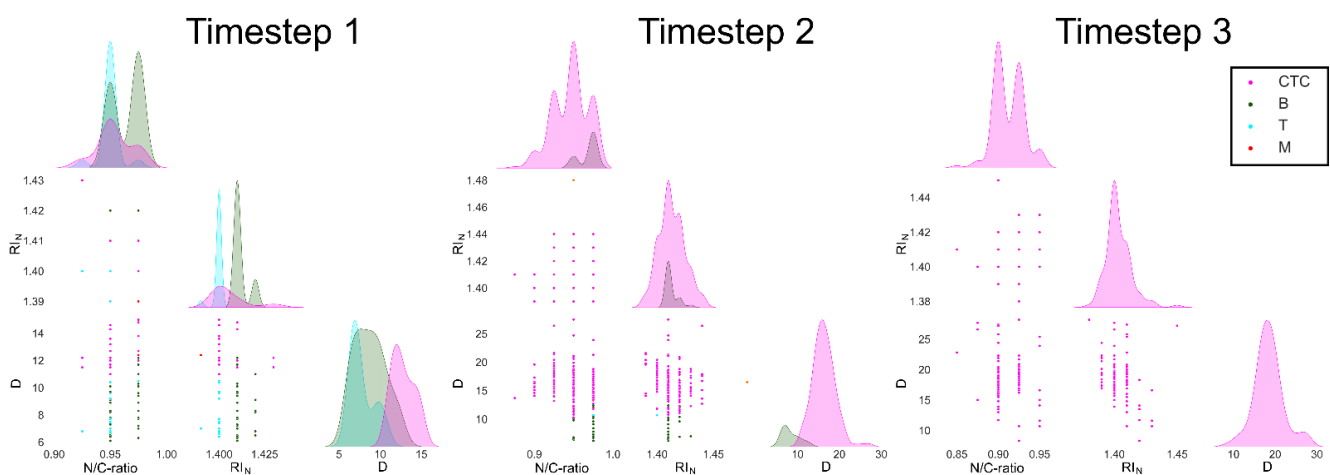 Timestep 1
Timestep 2
Timestep 3
CTC
B
T
M
1.43
1.42
1.41
1.40
1.39
RI_N
14
12
10
8
6
D
0.90
0.95
1.00
N/C-ratio
1.400
1.425
RI_N
5
10
15
D
1.48
1.46
1.44
1.42
1.40
RI_N
25
20
15
10
D
0.9
1.0
N/C-ratio
1.40
1.45
RI_N
0
10
20
30
D
1.44
1.42
1.40
1.38
RI_N
25
20
15
10
D
0.85
0.90
0.95
N/C-ratio
1.40
1.45
RI_N
10
20
30
D